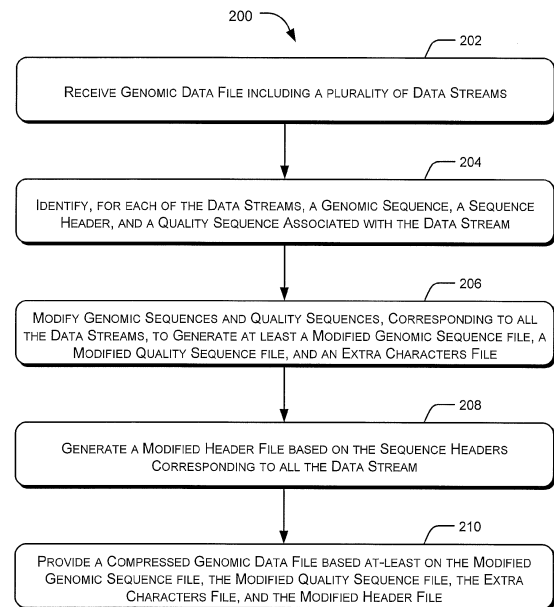 200
202
RECEIVE GENOMIC DATA FILE INCLUDING A PLURALITY OF DATA STREAMS
204
IDENTIFY, FOR EACH OF THE DATA STREAMS, A GENOMIC SEQUENCE, A SEQUENCE
HEADER, AND A QUALITY SEQUENCE ASSOCIATED WITH THE DATA STREAM
206
MODIFY GENOMIC SEQUENCES AND QUALITY SEQUENCES, CORRESPONDING TO ALL
THE DATA STREAMS, TO GENERATE AT LEAST A MODIFIED GENOMIC SEQUENCE FILE, A
MODIFIED QUALITY SEQUENCE FILE, AND AN EXTRA CHARACTERS FILE
208
GENERATE A MODIFIED HEADER FILE BASED ON THE SEQUENCE HEADERS
CORRESPONDING TO ALL THE DATA STREAM
210
PROVIDE A COMPRESSED GENOMIC DATA FILE BASED AT-LEAST ON THE MODIFIED
GENOMIC SEQUENCE FILE, THE MODIFIED QUALITY SEQUENCE FILE, THE EXTRA
CHARACTERS FILE, AND THE MODIFIED HEADER FILE